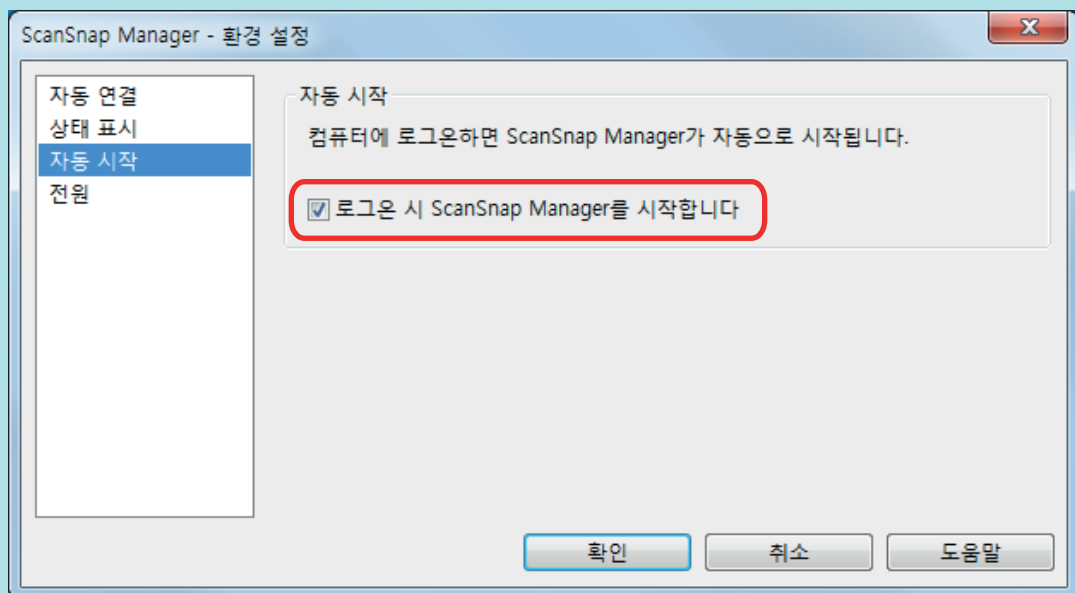 ScanSnap Manager - 환경 설정
자동 연결
상태 표시
자동 시작
전원
자동 시작
컴퓨터에 로그온하면 ScanSnap Manager가 자동으로 시작됩니다.
로그온 시 ScanSnap Manager를 시작합니다
확인
취소
도움말